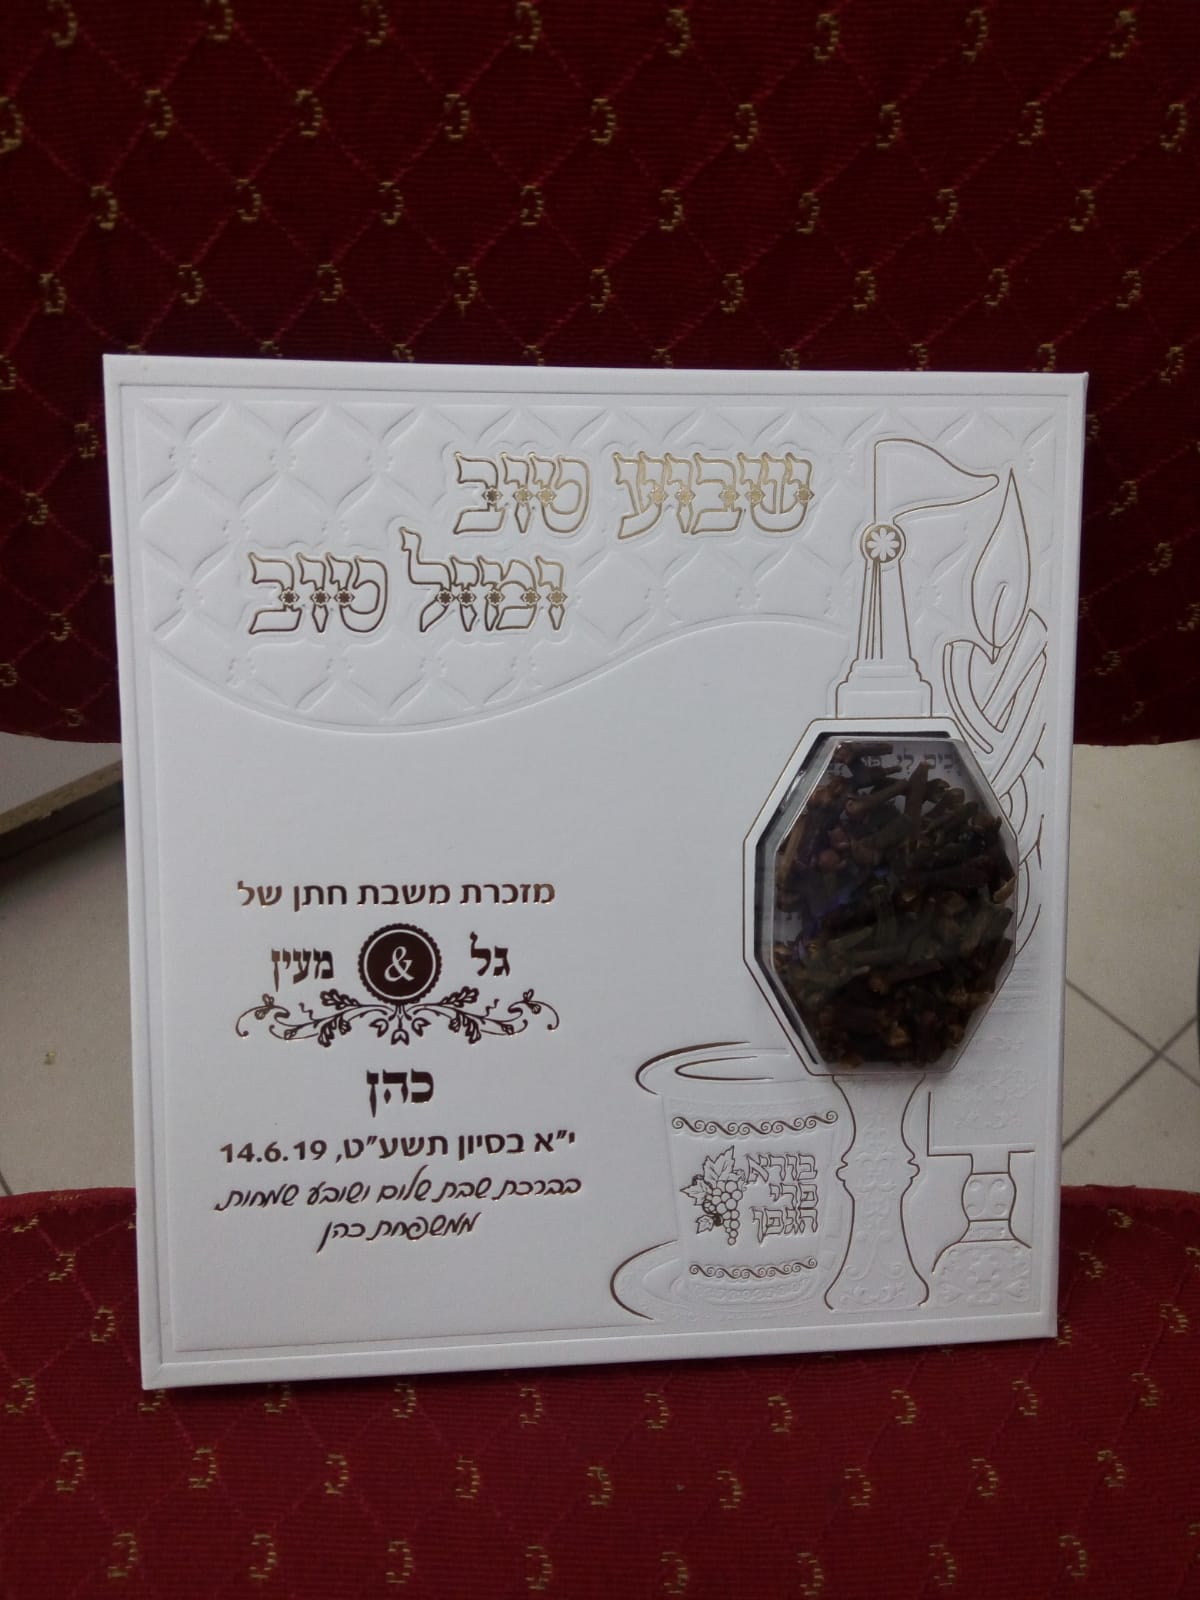 שבוע טוב
ומזל טוב
מזכרת משבת חתן של
גל & מעין
כהן
י"א בסיון תשע"ט, 14.6.19
בברכת שבת שלום ושובע שמחות
ממשפחת כהן
בורא
פרי
הגפן